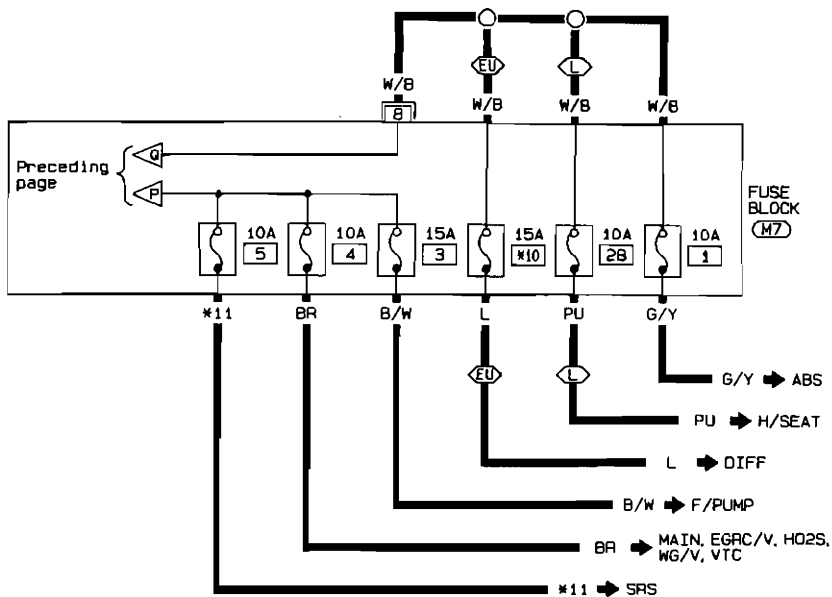 EU
L
W/B
W/B
W/B
W/B
8
Preceding
page
Q
P
FUSE
BLOCK
M7
10A
5
10A
4
15A
3
15A
*10
10A
28
10A
1
*11
BR
B/W
L
PU
G/Y
EU
L
G/Y ABS
PU H/SEAT
L DIFF
B/W F/PUMP
BR MAIN, EGRC/V, HO2S,
WG/V, VTC
*11 SRS